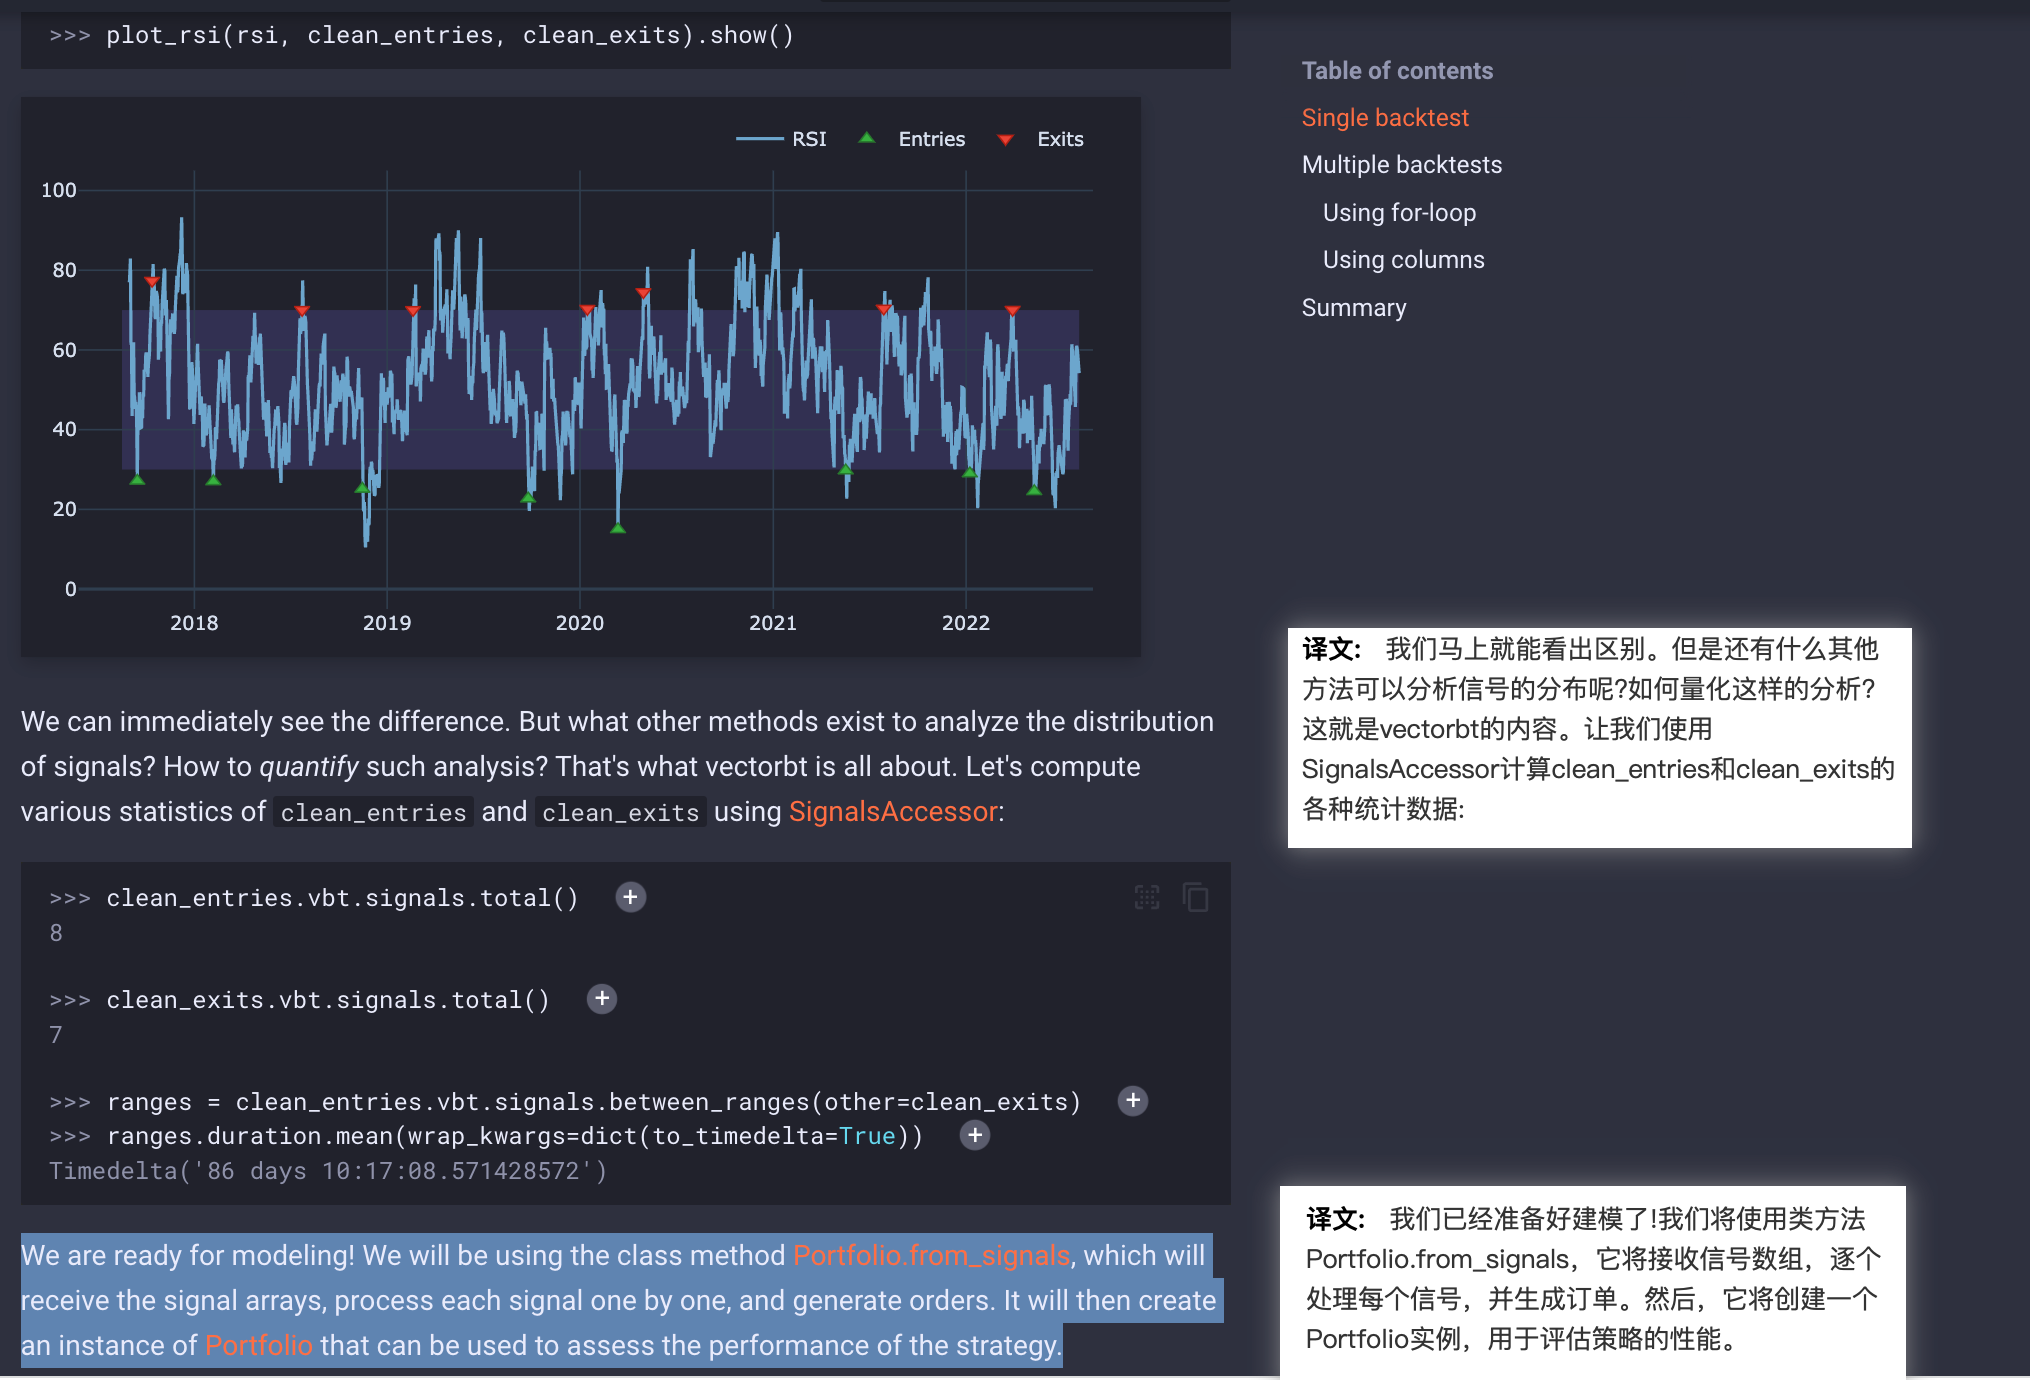 >>> plot_rsi(rsi, clean_entries, clean_exits).show()
RSI Entries Exits
100
80
60
40
20
0
2018 2019 2020 2021 2022
We can immediately see the difference. But what other methods exist to analyze the distribution
of signals? How to quantify such analysis? That's what vectorbt is all about. Let's compute
various statistics of clean_entries and clean_exits using SignalsAccessor:
>>> clean_entries.vbt.signals.total()
8
>>> clean_exits.vbt.signals.total()
7
>>> ranges = clean_entries.vbt.signals.between_ranges(other=clean_exits)
>>> ranges.duration.mean(wrap_kwargs=dict(to_timedelta=True))
Timedelta('86 days 10:17:08.571428572')
We are ready for modeling! We will be using the class method Portfolio.from_signals, which will
receive the signal arrays, process each signal one by one, and generate orders. It will then create
an instance of Portfolio that can be used to assess the performance of the strategy.
Table of contents
Single backtest
Multiple backtests
Using for-loop
Using columns
Summary
译文: 我们马上就能看出区别。但是还有什么其他
方法可以分析信号的分布呢?如何量化这样的分析?
这就是vectorbt的内容。让我们使用
SignalsAccessor计算clean_entries和clean_exits的
各种统计数据:
译文: 我们已经准备好建模了!我们将使用类方法
Portfolio.from_signals，它将接收信号数组，逐个
处理每个信号，并生成订单。然后，它将创建一个
Portfolio实例，用于评估策略的性能。